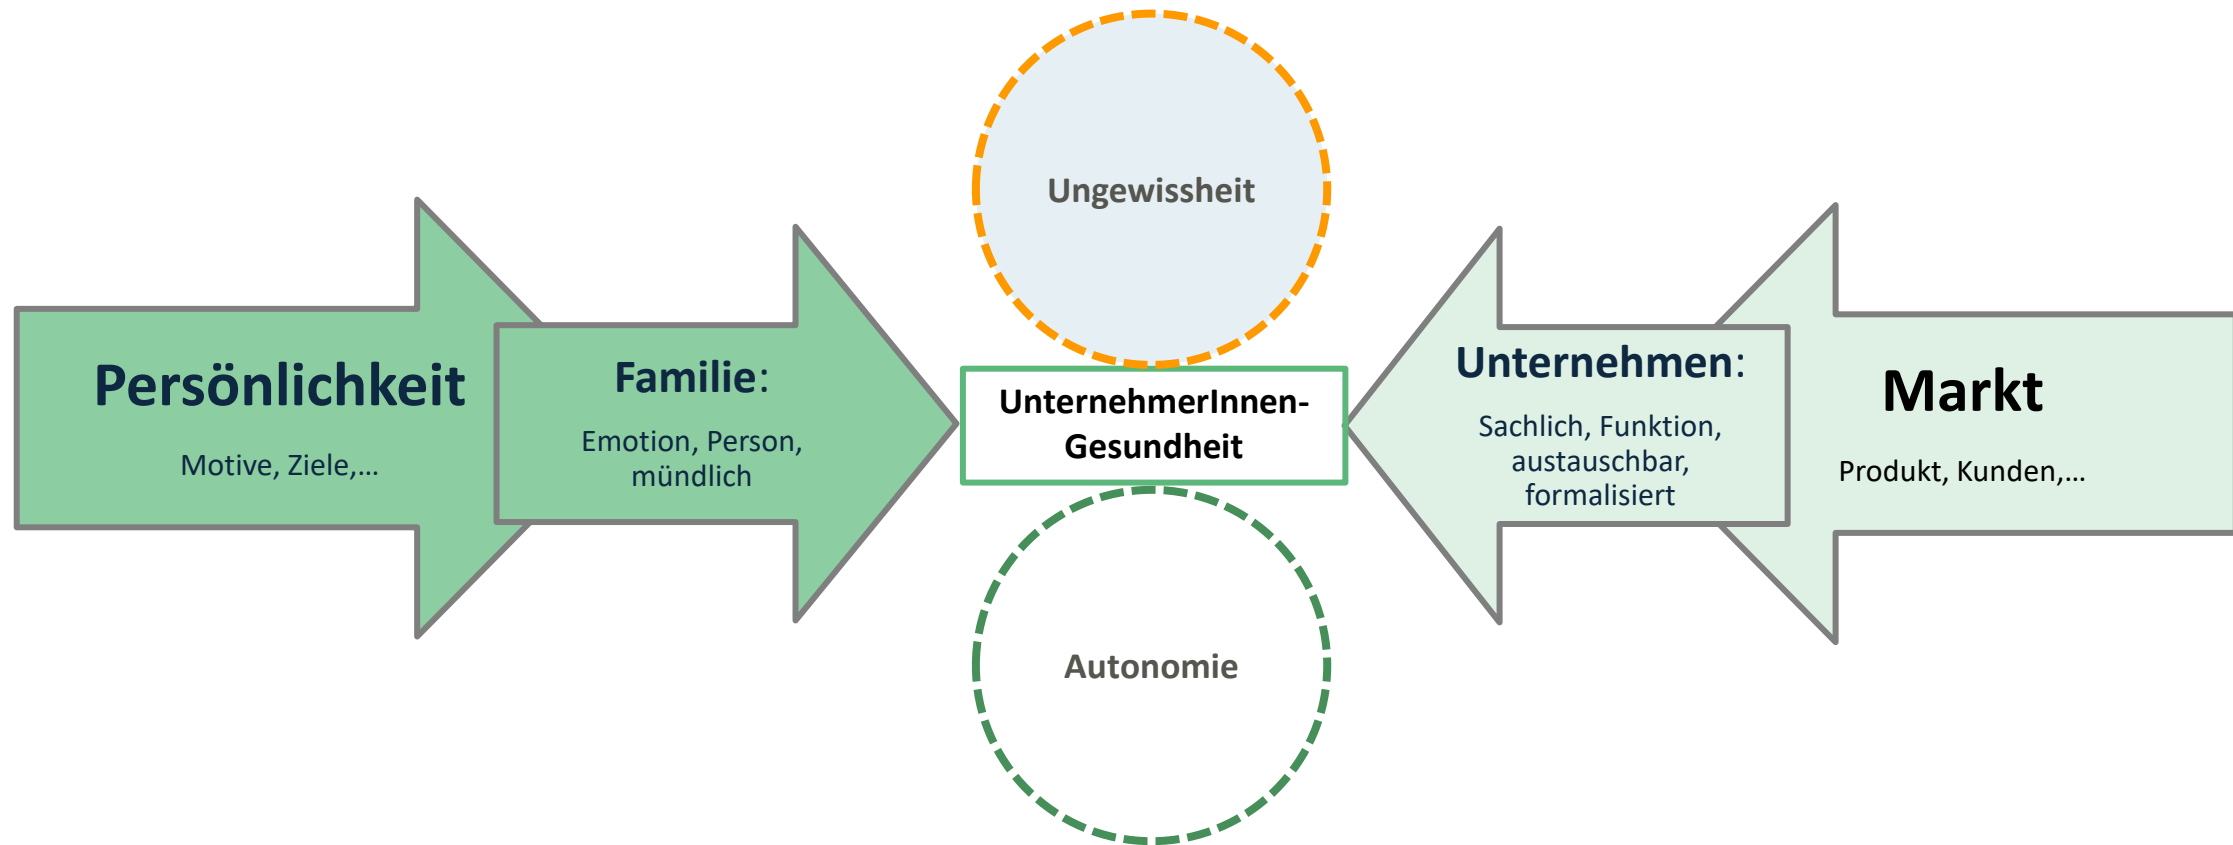 Ungewissheit
Persönlichkeit
Motive, Ziele,...
Familie:
Emotion, Person,
mündlich
UnternehmerInnen-
Gesundheit
Unternehmen:
Sachlich, Funktion,
austauschbar,
formalisiert
Markt
Produkt, Kunden,...
Autonomie